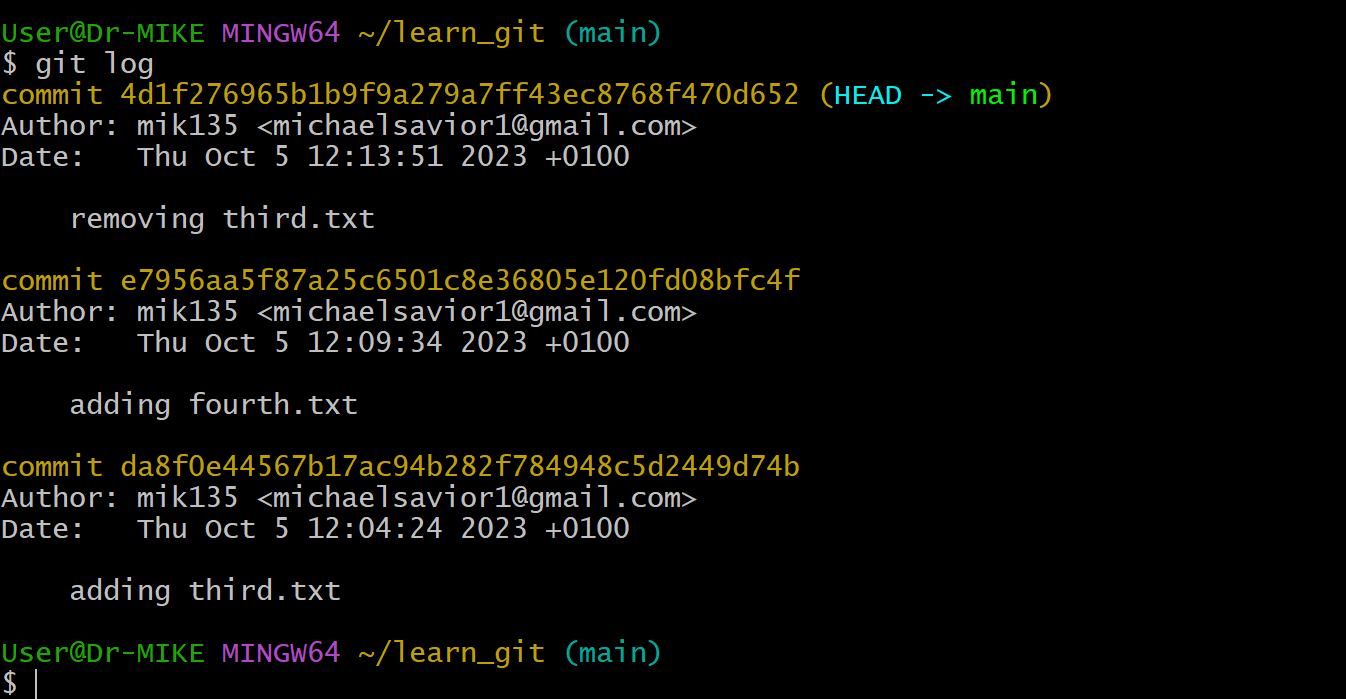 User@Dr-MIKE MINGW64 ~/learn_git (main)
$ git log
commit 4d1f276965b1b9f9a279a7ff43ec8768f470d652 (HEAD -> main)
Author: mik135 <michaelsavior1@gmail.com>
Date:   Thu Oct 5 12:13:51 2023 +0100
    removing third.txt
commit e7956aa5f87a25c6501c8e36805e120fd08bfc4f
Author: mik135 <michaelsavior1@gmail.com>
Date:   Thu Oct 5 12:09:34 2023 +0100
    adding fourth.txt
commit da8f0e44567b17ac94b282f784948c5d2449d74b
Author: mik135 <michaelsavior1@gmail.com>
Date:   Thu Oct 5 12:04:24 2023 +0100
    adding third.txt
User@Dr-MIKE MINGW64 ~/learn_git (main)
$